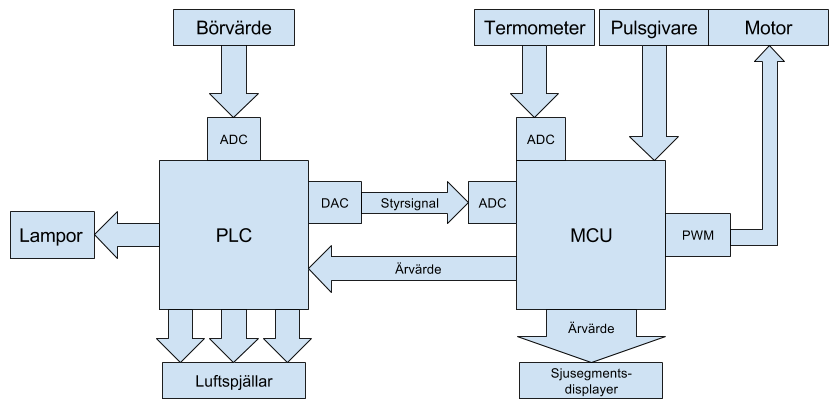 Börvärde
Termometer
Pulsgivare
Motor
ADC
ADC
DAC
Styrsignal
ADC
Lampor
PLC
MCU
PWM
Ärvärde
Ärvärde
Luftspjällar
Sjusegments-
displayer